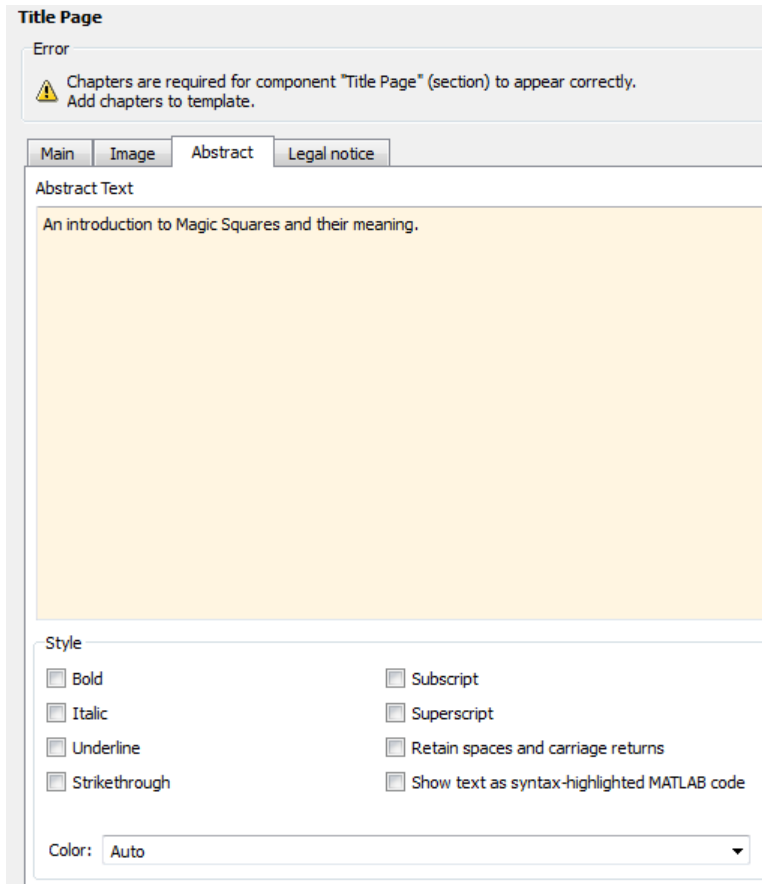 Title Page
Error
Chapters are required for component "Title Page" (section) to appear correctly.
Add chapters to template.
Main Image Abstract Legal notice
Abstract Text
An introduction to Magic Squares and their meaning.
Style
Bold Subscript
Italic Superscript
Underline Retain spaces and carriage returns
Strikethrough Show text as syntax-highlighted MATLAB code
Color: Auto